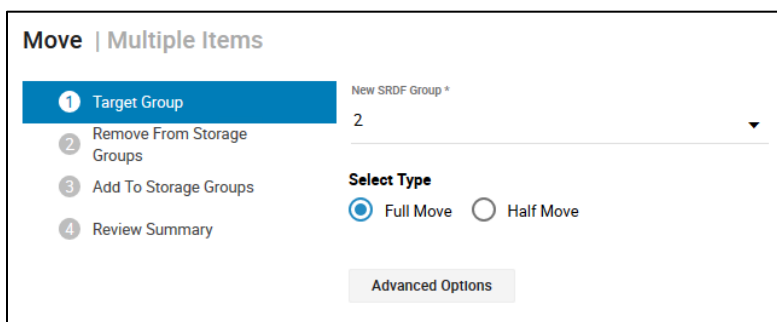 Move | Multiple Items
1 Target Group
2 Remove From Storage
Groups
3 Add To Storage Groups
4 Review Summary
New SRDF Group *
2
Select Type
Full Move Half Move
Advanced Options